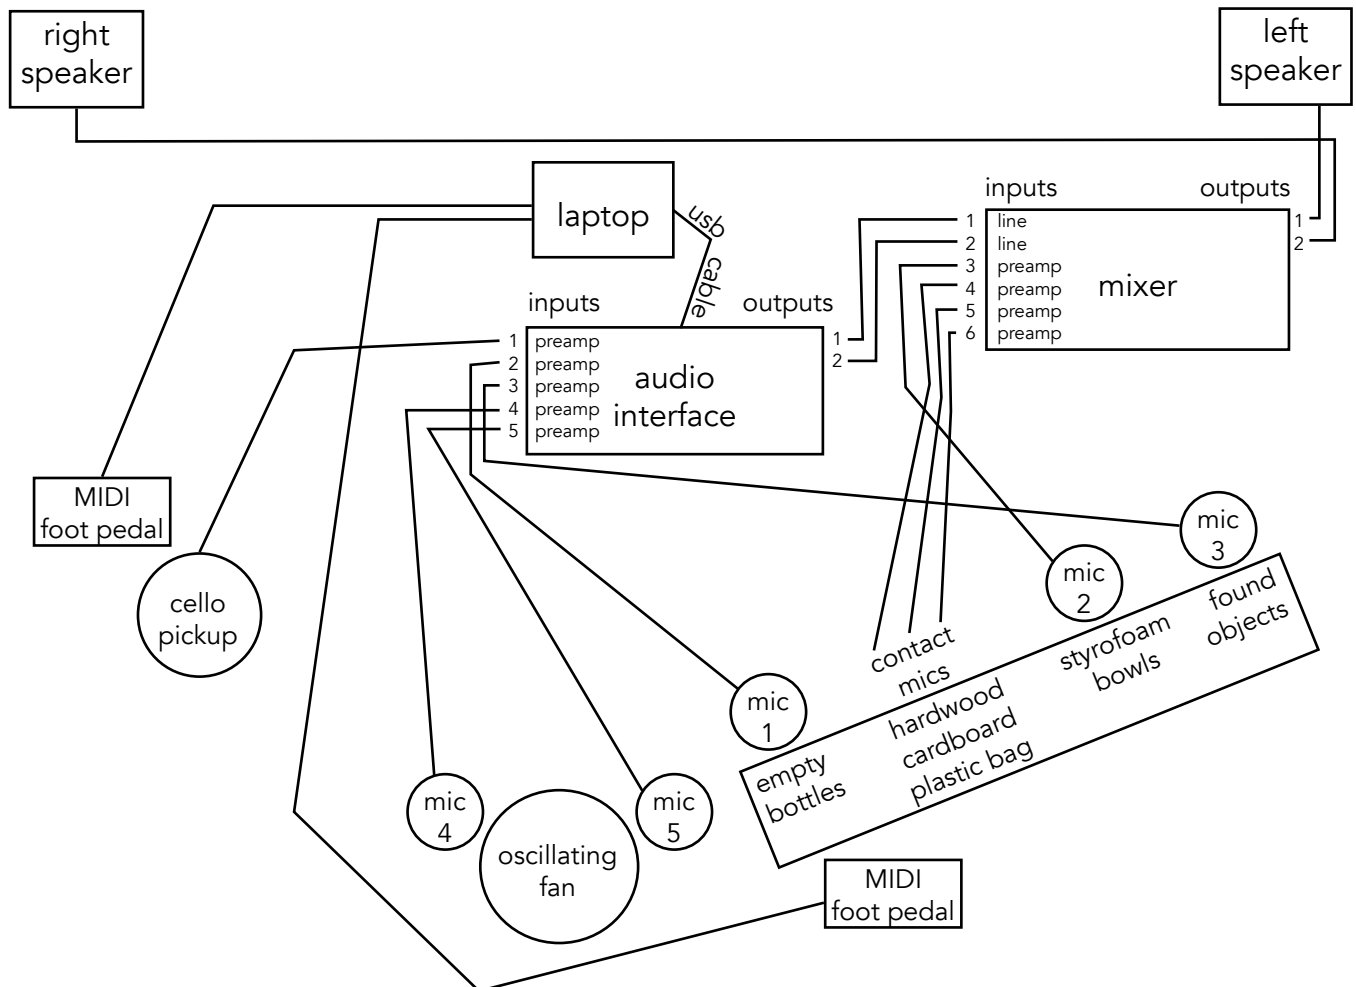 right
speaker
left
speaker
laptop
usb
cable
inputs
outputs
1 line
2 line
3 preamp
4 preamp
5 preamp
6 preamp
mixer
1
2
inputs
outputs
1 preamp
2 preamp
3 preamp
4 preamp
5 preamp
audio
interface
1
2
MIDI
foot pedal
cello
pickup
mic
1
mic
2
mic
3
mic
4
mic
5
oscillating
fan
contact
mics
empty
bottles
hardwood
cardboard
plastic bag
styrofoam
bowls
found
objects
MIDI
foot pedal